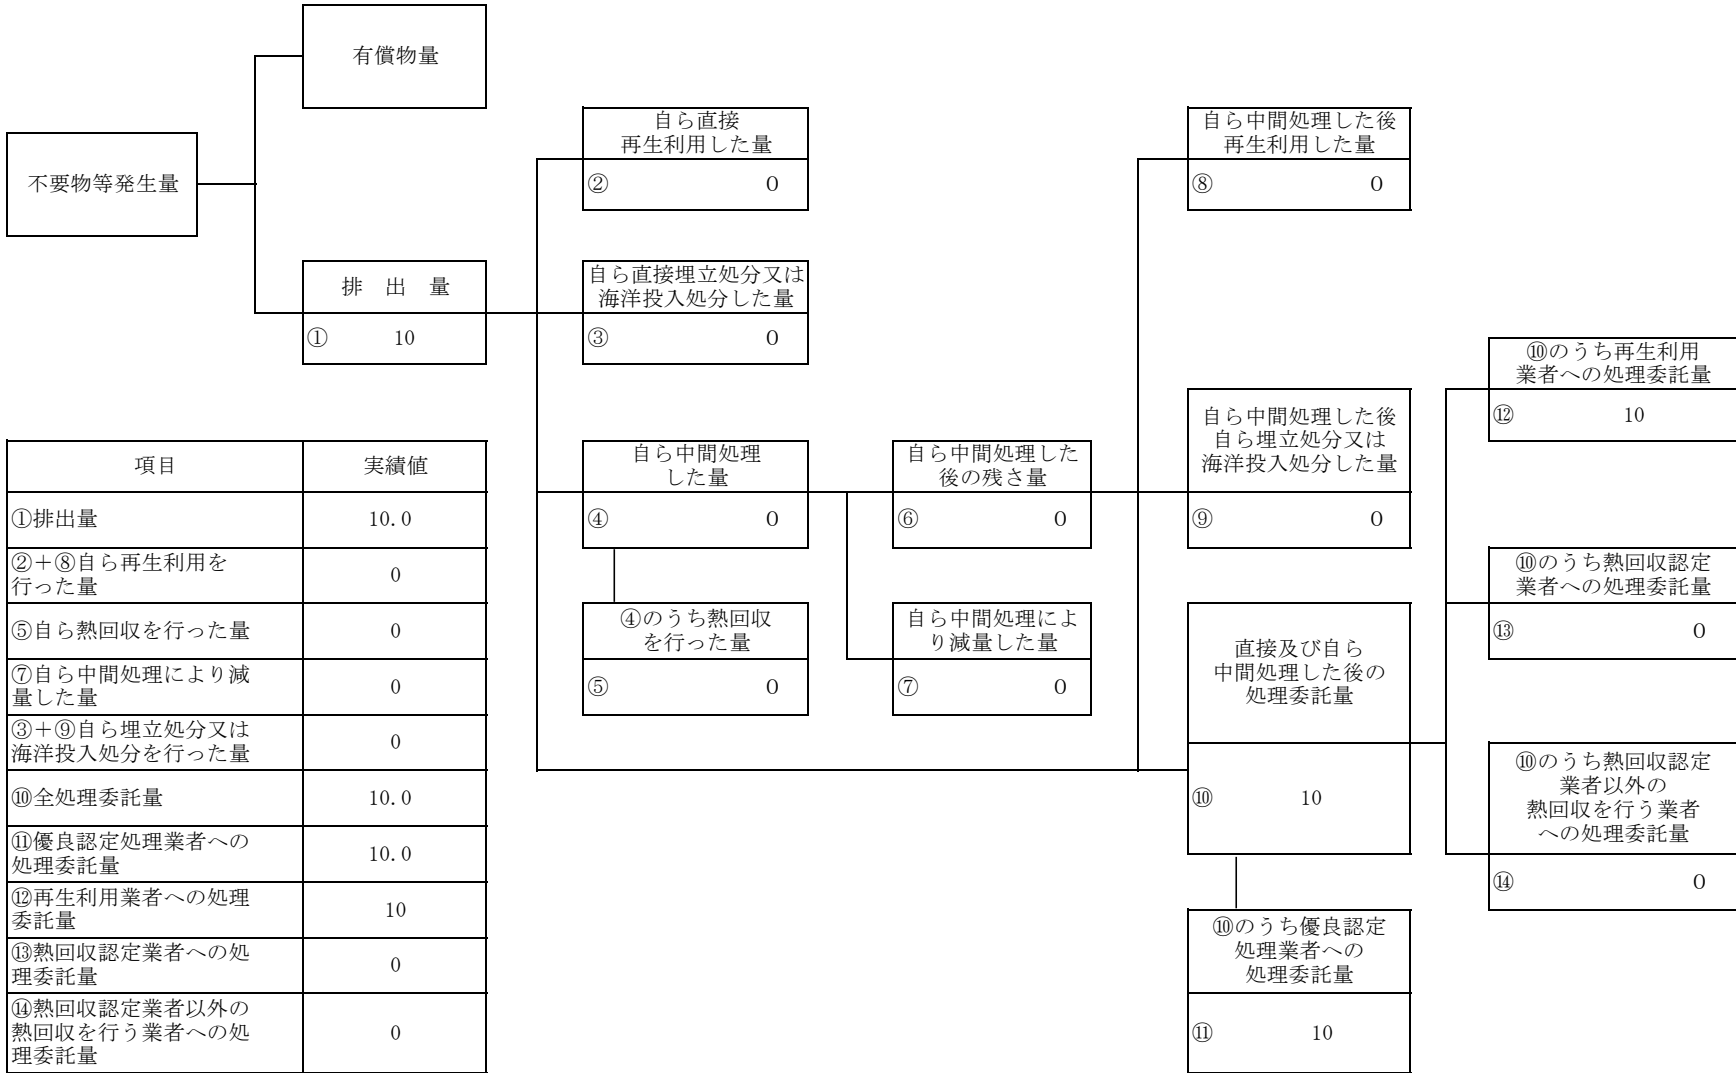 有償物量
不要物等発生量
排 出 量
① 10
自ら直接
再生利用した量
② 0
自ら直接埋立処分又は
海洋投入処分した量
③ 0
自ら中間処理
した量
④ 0
④のうち熱回収
を行った量
⑤ 0
自ら中間処理した
後の残さ量
⑥ 0
自ら中間処理によ
り減量した量
⑦ 0
自ら中間処理した後
再生利用した量
⑧ 0
自ら中間処理した後
自ら埋立処分又は
海洋投入処分した量
⑨ 0
直接及び自ら
中間処理した後の
処理委託量
⑩ 10
⑩のうち優良認定
処理業者への
処理委託量
⑪ 10
⑩のうち再生利用
業者への処理委託量
⑫ 10
⑩のうち熱回収認定
業者への処理委託量
⑬ 0
⑩のうち熱回収認定
業者以外の
熱回収を行う業者
への処理委託量
⑭ 0
項目 実績値
①排出量 10.0
②＋⑧自ら再生利用を
行った量 0
⑤自ら熱回収を行った量 0
⑦自ら中間処理により減
量した量 0
③＋⑨自ら埋立処分又は
海洋投入処分を行った量 0
⑩全処理委託量 10.0
⑪優良認定処理業者への
処理委託量 10.0
⑫再生利用業者への処理
委託量 10
⑬熱回収認定業者への処
理委託量 0
⑭熱回収認定業者以外の
熱回収を行う業者への処
理委託量 0